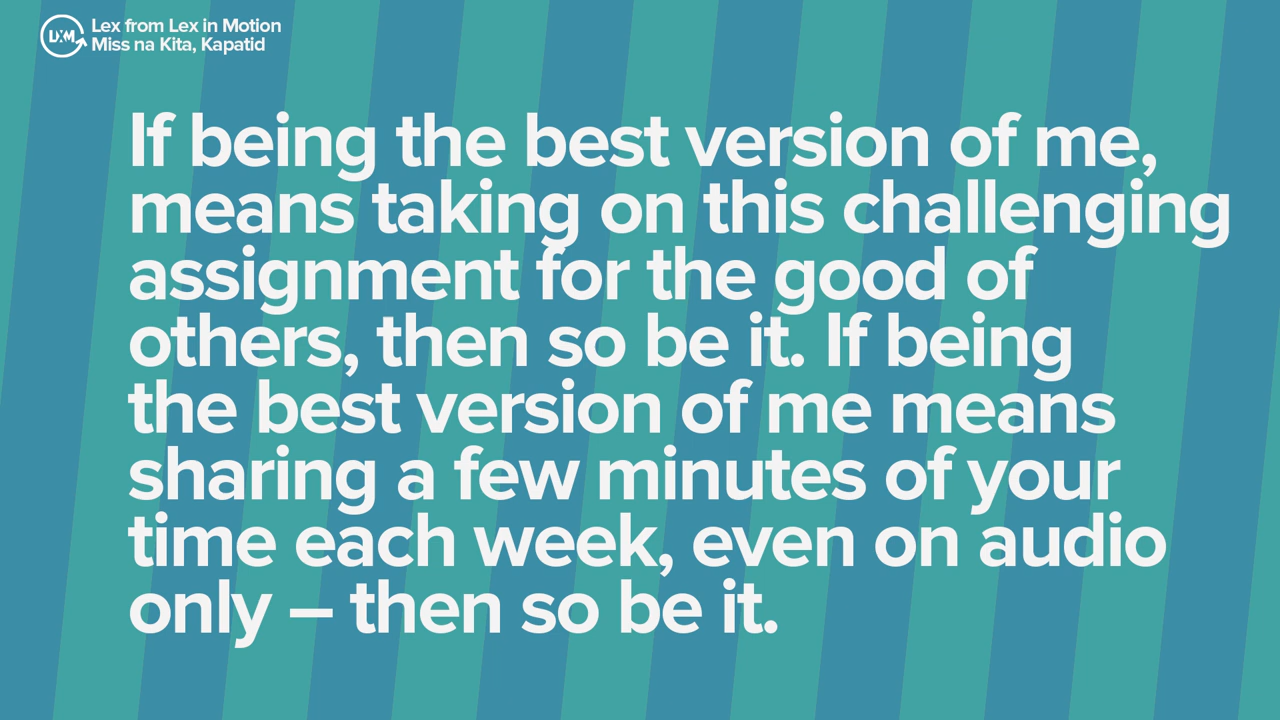 LXM
Lex from Lex in Motion
Miss na Kita, Kapatid
If being the best version of me,
means taking on this challenging
assignment for the good of
others, then so be it. If being
the best version of me means
sharing a few minutes of your
time each week, even on audio
only – then so be it.